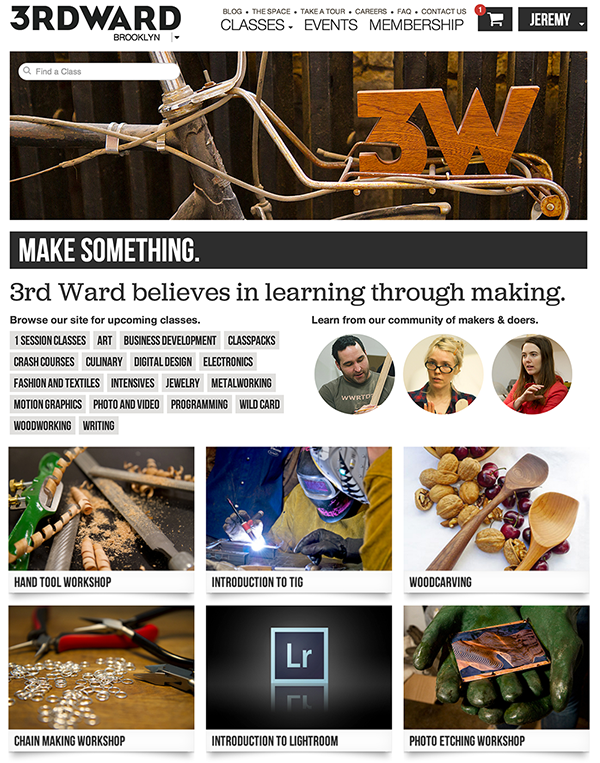 3RDWARD
BROOKLYN
BLOG • THE SPACE • TAKE A TOUR • CAREERS • FAQ • CONTACT US
CLASSES EVENTS MEMBERSHIP
1
JEREMY
Find a Class
3W
MAKE SOMETHING.
3rd Ward believes in learning through making.
Browse our site for upcoming classes.
1 SESSION CLASSES ART BUSINESS DEVELOPMENT CLASSPACKS
CRASH COURSES CULINARY DIGITAL DESIGN ELECTRONICS
FASHION AND TEXTILES INTENSIVES JEWELRY METALWORKING
MOTION GRAPHICS PHOTO AND VIDEO PROGRAMMING WILD CARD
WOODWORKING WRITING
Learn from our community of makers & doers.
WWRTD
HAND TOOL WORKSHOP
INTRODUCTION TO TIG
WOODCARVING
Lr
CHAIN MAKING WORKSHOP
INTRODUCTION TO LIGHTROOM
PHOTO ETCHING WORKSHOP